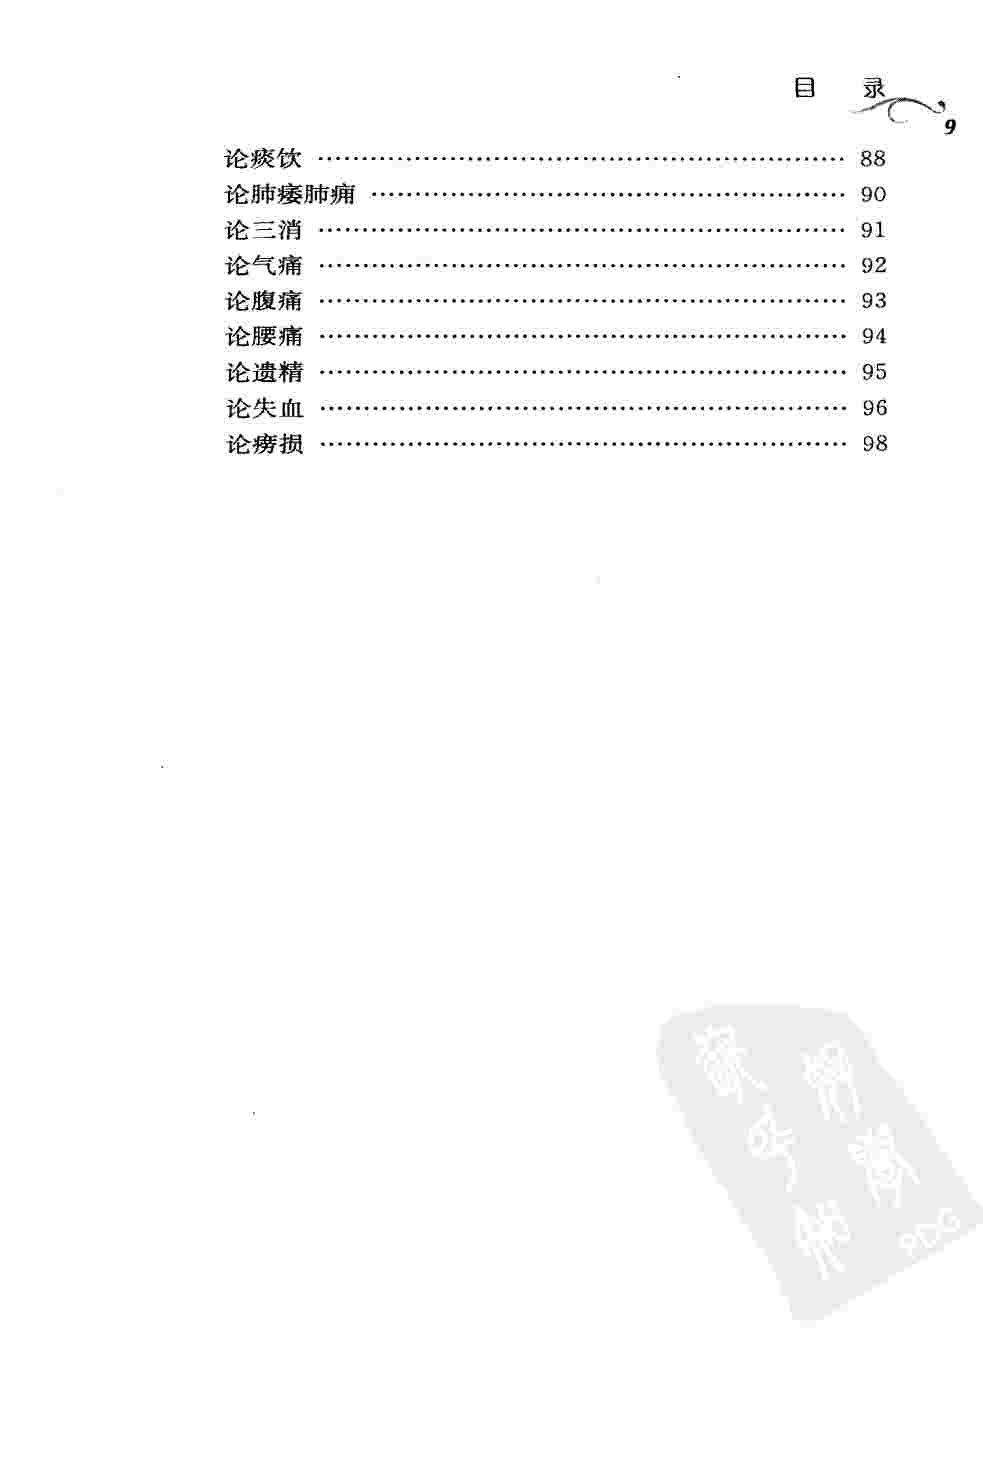 目 录
9
论痰饮 …………………………………………………… 88
论肺痿肺痈 ……………………………………………… 90
论三消 …………………………………………………… 91
论气痛 …………………………………………………… 92
论腹痛 …………………………………………………… 93
论腰痛 …………………………………………………… 94
论遗精 …………………………………………………… 95
论失血 …………………………………………………… 96
论痨损 …………………………………………………… 98
PDG